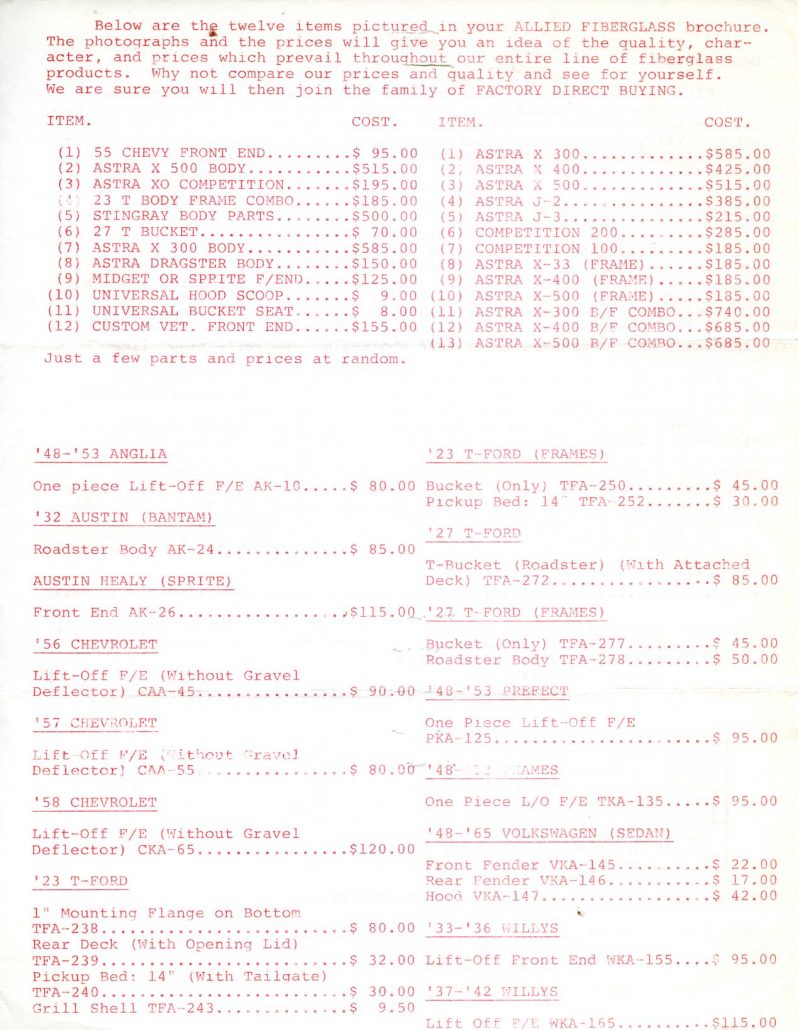 Below are the twelve items pictured in your ALLIED FIBERGLASS brochure.
The photographs and the prices will give you an idea of the quality, char-
acter, and prices which prevail throughout our entire line of fiberglass
products. Why not compare our prices and quality and see for yourself.
We are sure you will then join the family of FACTORY DIRECT BUYING.
ITEM. COST.
(1) 55 CHEVY FRONT END.........$ 95.00
(2) ASTRA X 500 BODY...........$515.00
(3) ASTRA XO COMPETITION.......$195.00
(4) 23 T BODY FRAME COMBO......$185.00
(5) STINGRAY BODY PARTS........$500.00
(6) 27 T BUCKET................$ 70.00
(7) ASTRA X 300 BODY...........$585.00
(8) ASTRA DRAGSTER BODY........$150.00
(9) MIDGET OR SPPITE F/END.....$125.00
(10) UNIVERSAL HOOD SCOOP.......$ 9.00
(11) UNIVERSAL BUCKET SEAT......$ 8.00
(12) CUSTOM VET. FRONT END......$155.00
Just a few parts and prices at random.
ITEM. COST.
(1) ASTRA X 300.............$585.00
(2) ASTRA X 400.............$425.00
(3) ASTRA X 500.............$515.00
(4) ASTRA J-2...............$385.00
(5) ASTRA J-3...............$215.00
(6) COMPETITION 200.........$285.00
(7) COMPETITION 100.........$185.00
(8) ASTRA X-33 (FRAME)......$185.00
(9) ASTRA X-400 (FRAME).....$185.00
(10) ASTRA X-500 (FRAME).....$185.00
(11) ASTRA X-300 B/F COMBO...$740.00
(12) ASTRA X-400 B/F COMBO...$685.00
(13) ASTRA X-500 B/F COMBO...$685.00
'48-'53 ANGLIA
One piece Lift-Off F/E AK-10.....$ 80.00
'32 AUSTIN (BANTAM)
Roadster Body AK-24...............$ 85.00
AUSTIN HEALY (SPRITE)
Front End AK-26...................$115.00
'56 CHEVROLET
Lift-Off F/E (Without Gravel
Deflector) CAA-45.................$ 90.00
'57 CHEVROLET
Lift-Off F/E (Without Gravel
Deflector) CAA-55.................$ 80.00
'58 CHEVROLET
Lift-Off F/E (Without Gravel
Deflector) CKA-65.................$120.00
'23 T-FORD
1" Mounting Flange on Bottom
TFA-238...........................$ 80.00
Rear Deck (With Opening Lid)
TFA-239...........................$ 32.00
Pickup Bed: 14" (With Tailgate)
TFA-240...........................$ 30.00
Grill Shell TFA-243...............$ 9.50
'23 T-FORD (FRAMES)
Bucket (Only) TFA-250.........$ 45.00
Pickup Bed: 14" TFA-252.......$ 30.00
'27 T-FORD
T-Bucket (Roadster) (With Attached
Deck) TFA-272.................$ 85.00
'27 T-FORD (FRAMES)
Bucket (Only) TFA-277.........$ 45.00
Roadster Body TFA-278.........$ 50.00
'48-'53 PREFECT
One Piece Lift-Off F/E
PKA-125.......................$ 95.00
'48-'53 FRAMES
One Piece L/O F/E TKA-135.....$ 95.00
'48-'65 VOLKSWAGEN (SEDAN)
Front Fender VKA-145..........$ 22.00
Rear Fender VKA-146...........$ 17.00
Hood VKA-147..................$ 42.00
'33-'36 WILLYS
Lift-Off Front End WKA-155....$ 95.00
'37-'42 WILLYS
Lift Off F/E WKA-165..........$115.00